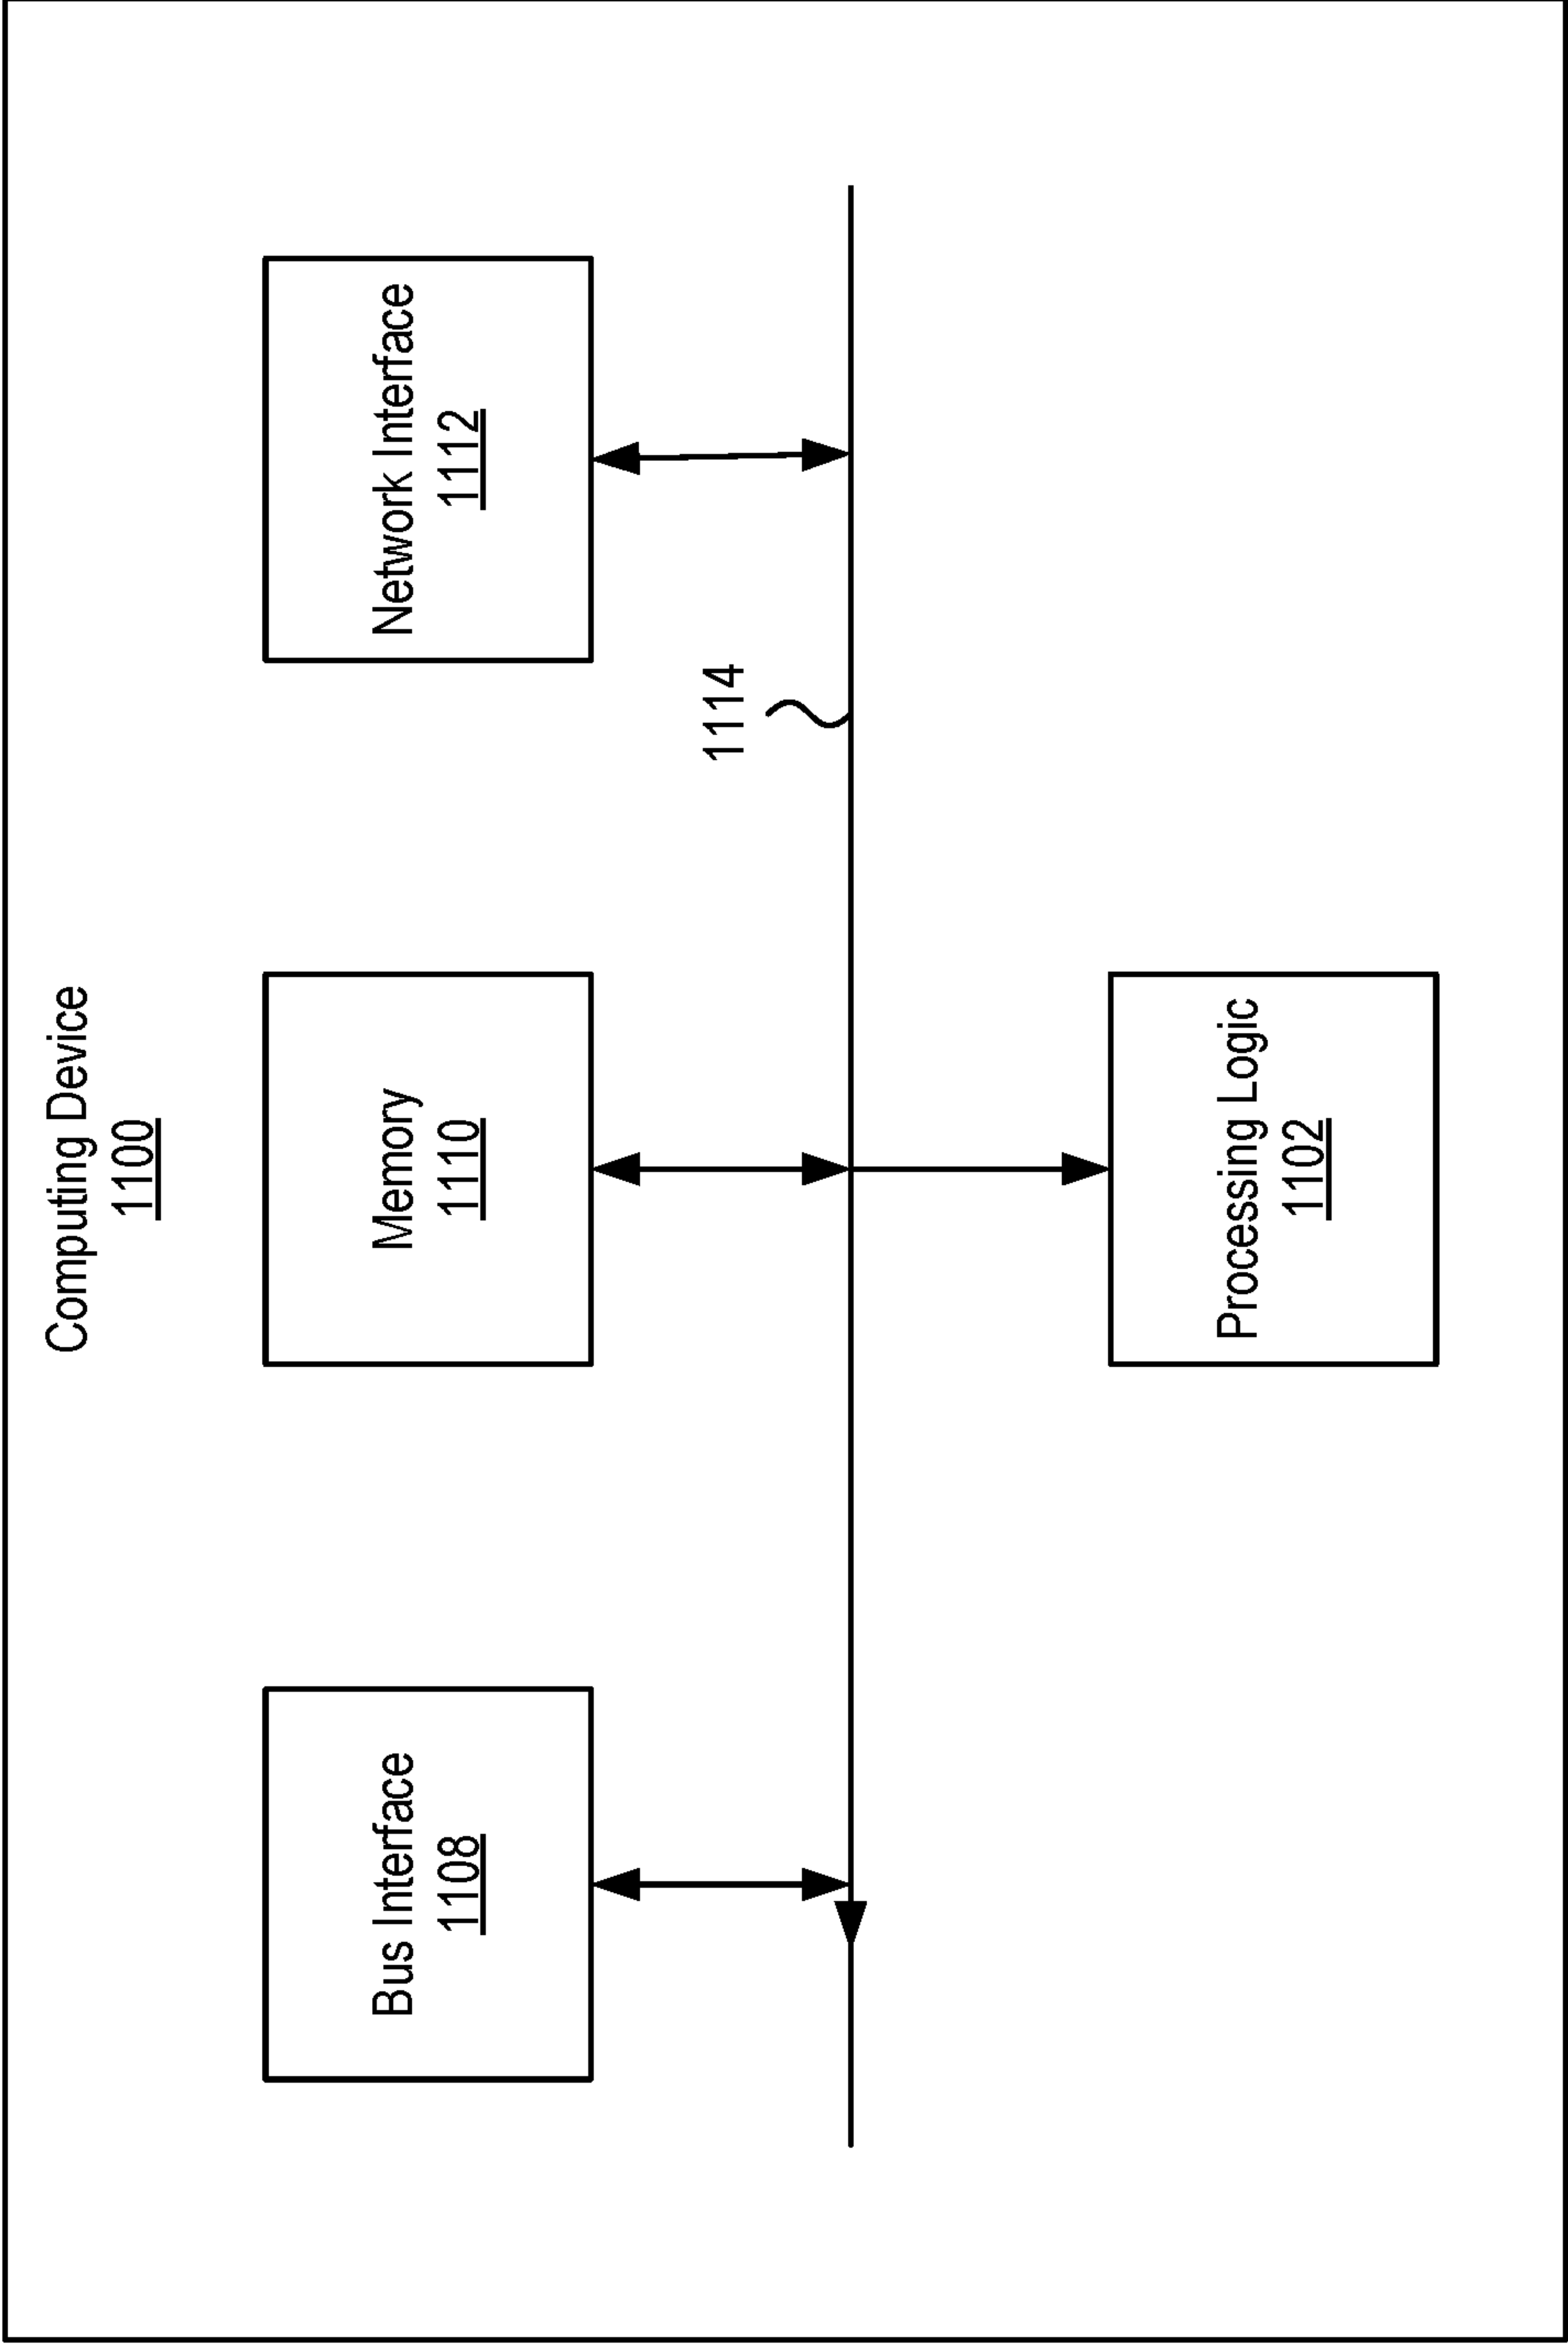 Computing Device
1100
Bus Interface
1108
Memory
1110
Network Interface
1112
1114
Processing Logic
1102